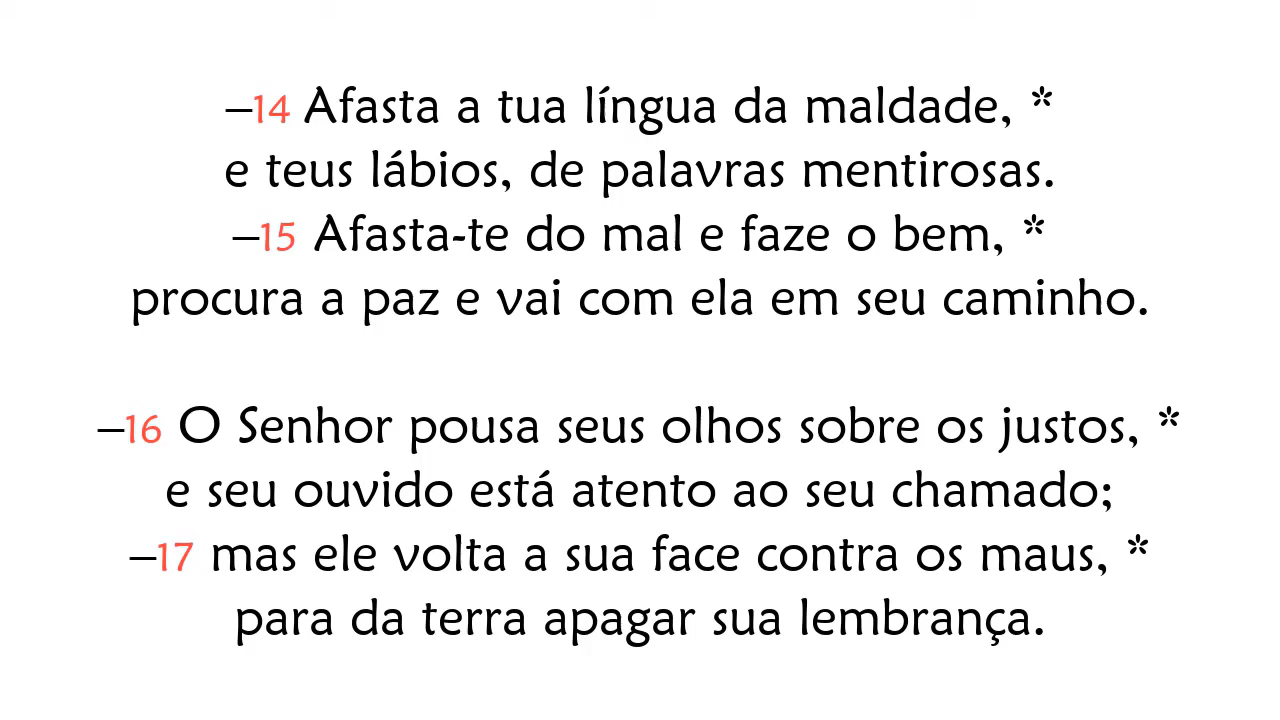 –14 Afasta a tua língua da maldade, *
e teus lábios, de palavras mentirosas.
–15 Afasta-te do mal e faze o bem, *
procura a paz e vai com ela em seu caminho.
–16 O Senhor pousa seus olhos sobre os justos, *
e seu ouvido está atento ao seu chamado;
–17 mas ele volta a sua face contra os maus, *
para da terra apagar sua lembrança.